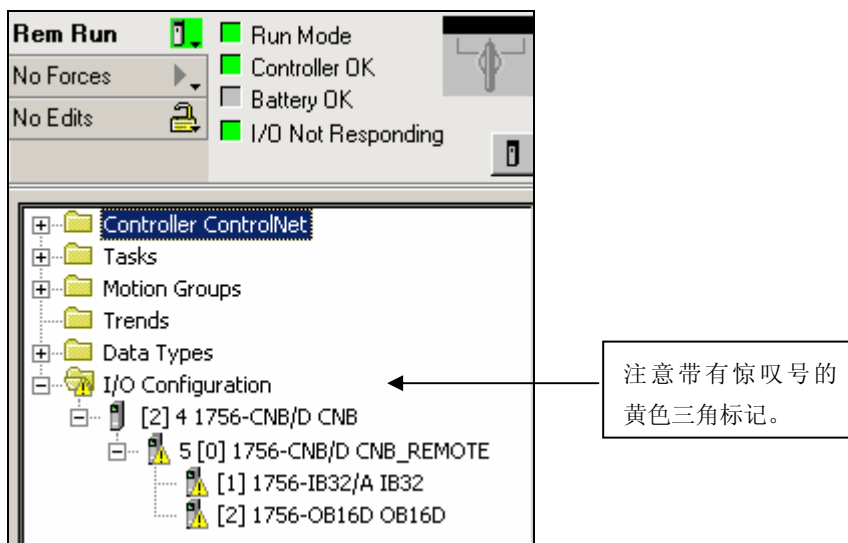 Rem Run
No Forces
No Edits
Run Mode
Controller OK
Battery OK
I/O Not Responding
Controller ControlNet
Tasks
Motion Groups
Trends
Data Types
I/O Configuration
[2] 4 1756-CNB/D CNB
5 [0] 1756-CNB/D CNB_REMOTE
[1] 1756-IB32/A IB32
[2] 1756-OB16D OB16D
注意带有惊叹号的
黄色三角标记。